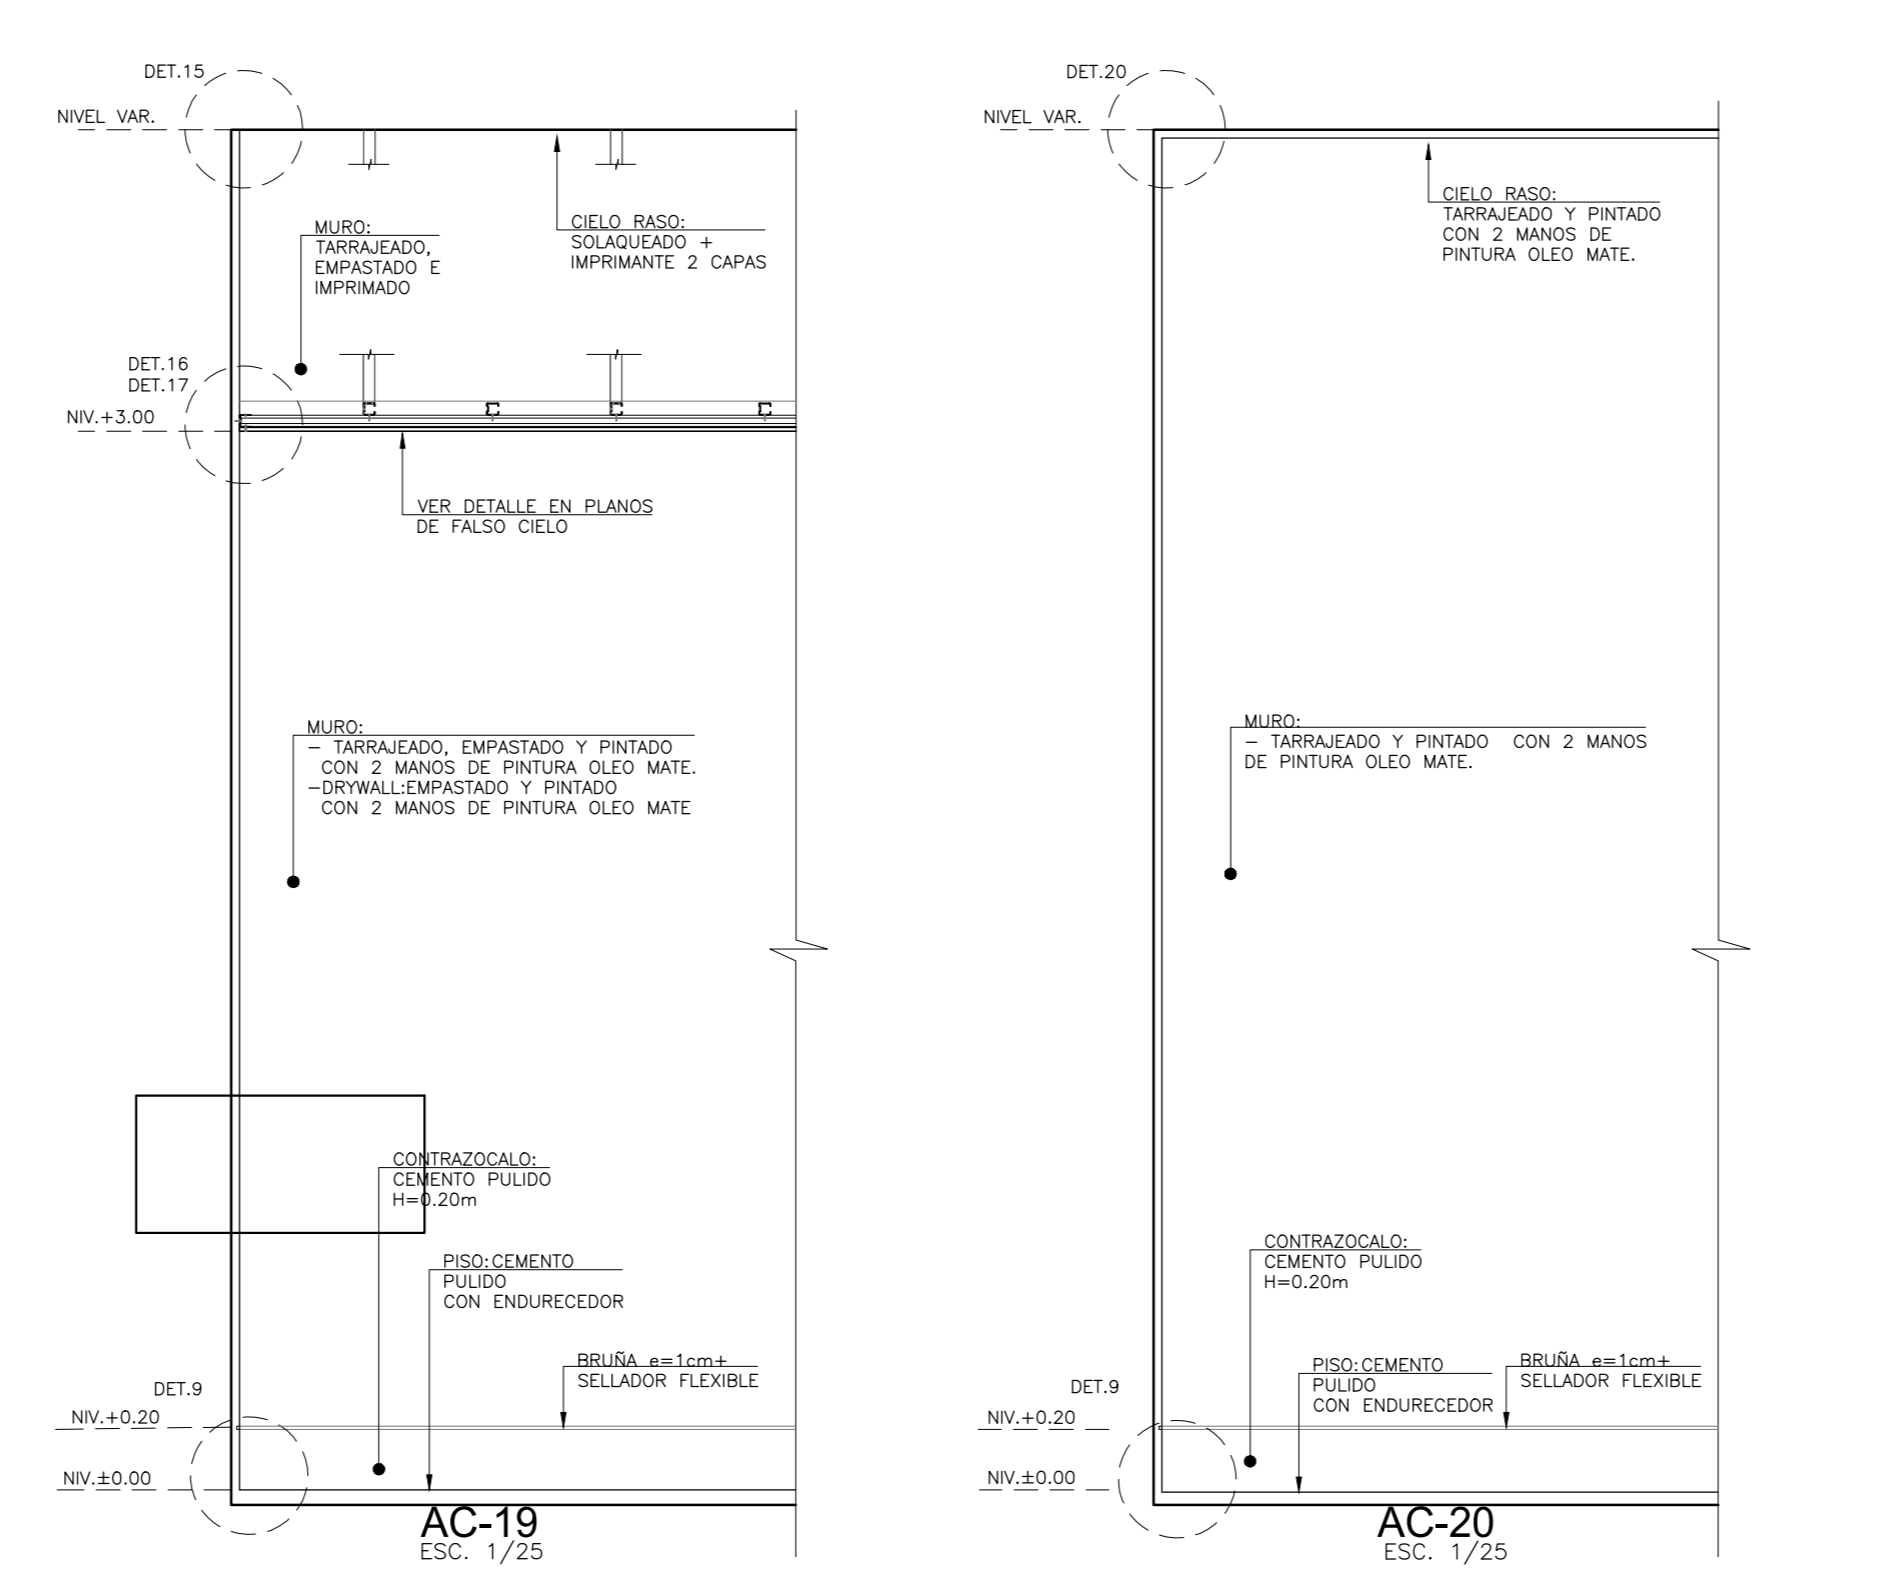 DET.15
NIVEL VAR.
MURO:
TARRAJEADO,
EMPASTADO E
IMPRIMADO
CIELO RASO:
SOLAQUEADO +
IMPRIMANTE 2 CAPAS
DET.16
DET.17
NIV.+3.00
VER DETALLE EN PLANOS
DE FALSO CIELO
MURO:
- TARRAJEADO, EMPASTADO Y PINTADO
CON 2 MANOS DE PINTURA OLEO MATE.
-DRYWALL:EMPASTADO Y PINTADO
CON 2 MANOS DE PINTURA OLEO MATE
CONTRAZOCALO:
CEMENTO PULIDO
H=0.20m
PISO:CEMENTO
PULIDO
CON ENDURECEDOR
BRUÑA e=1cm+
SELLADOR FLEXIBLE
DET.9
NIV.+0.20
NIV.±0.00
AC-19
ESC. 1/25
DET.20
NIVEL VAR.
CIELO RASO:
TARRAJEADO Y PINTADO
CON 2 MANOS DE
PINTURA OLEO MATE.
MURO:
- TARRAJEADO Y PINTADO CON 2 MANOS
DE PINTURA OLEO MATE.
CONTRAZOCALO:
CEMENTO PULIDO
H=0.20m
PISO:CEMENTO
PULIDO
CON ENDURECEDOR
BRUÑA e=1cm+
SELLADOR FLEXIBLE
DET.9
NIV.+0.20
NIV.±0.00
AC-20
ESC. 1/25